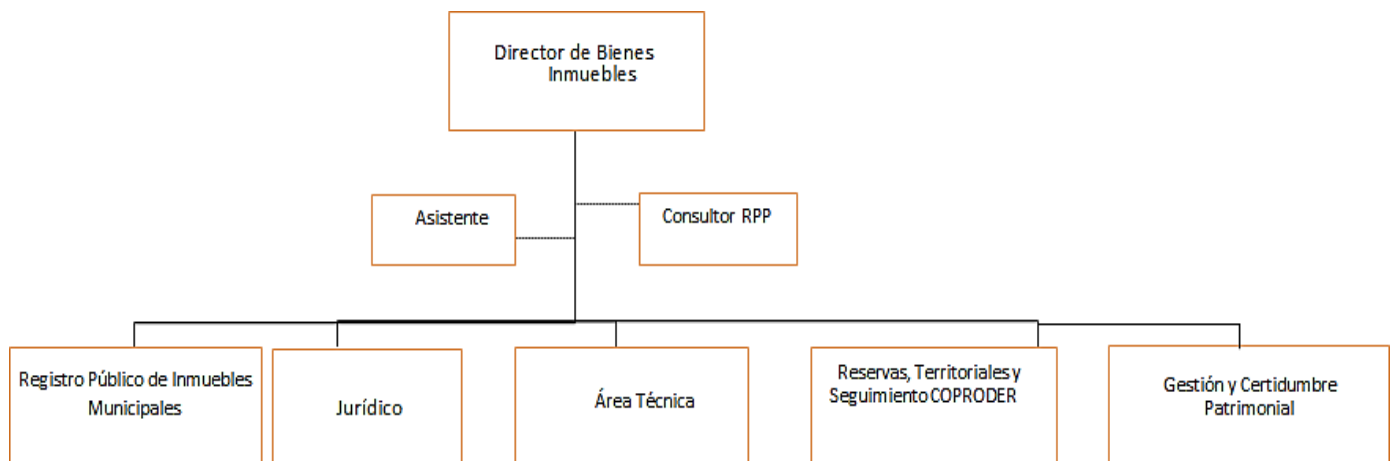 Director de Bienes
Inmuebles
Asistente
Consultor RPP
Registro Público de Inmuebles
Municipales
Jurídico
Área Técnica
Reservas, Territoriales y
Seguimiento COPRODER
Gestión y Certidumbre
Patrimonial